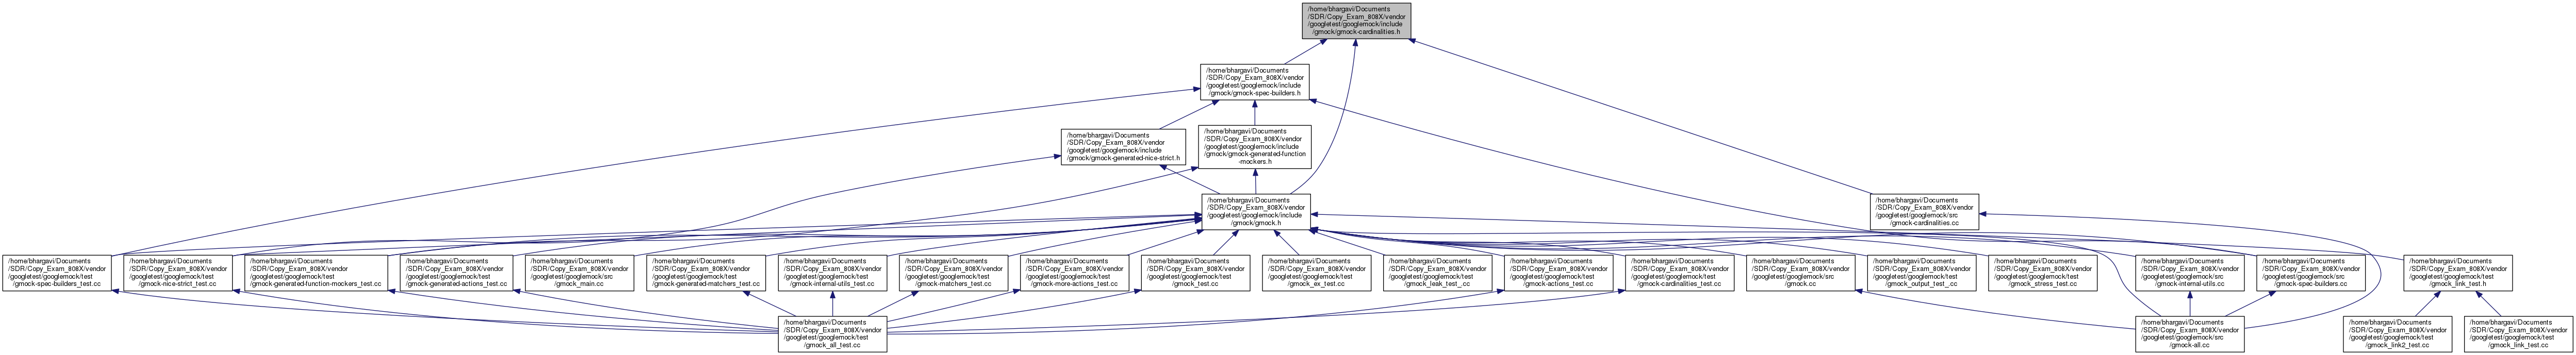 /home/bhargavi/Documents
/SDR/Copy_Exam_808X/vendor
/googletest/googlemock/include
/gmock/gmock-cardinalities.h
/home/bhargavi/Documents
/SDR/Copy_Exam_808X/vendor
/googletest/googlemock/include
/gmock/gmock-spec-builders.h
/home/bhargavi/Documents
/SDR/Copy_Exam_808X/vendor
/googletest/googlemock/include
/gmock/gmock-generated-nice-strict.h
/home/bhargavi/Documents
/SDR/Copy_Exam_808X/vendor
/googletest/googlemock/include
/gmock/gmock-generated-function
-mockers.h
/home/bhargavi/Documents
/SDR/Copy_Exam_808X/vendor
/googletest/googlemock/include
/gmock/gmock.h
/home/bhargavi/Documents
/SDR/Copy_Exam_808X/vendor
/googletest/googlemock/src
/gmock-cardinalities.cc
/home/bhargavi/Documents
/SDR/Copy_Exam_808X/vendor
/googletest/googlemock/test
/gmock-spec-builders_test.cc
/home/bhargavi/Documents
/SDR/Copy_Exam_808X/vendor
/googletest/googlemock/test
/gmock-nice-strict_test.cc
/home/bhargavi/Documents
/SDR/Copy_Exam_808X/vendor
/googletest/googlemock/test
/gmock-generated-function-mockers_test.cc
/home/bhargavi/Documents
/SDR/Copy_Exam_808X/vendor
/googletest/googlemock/test
/gmock-generated-actions_test.cc
/home/bhargavi/Documents
/SDR/Copy_Exam_808X/vendor
/googletest/googlemock/src
/gmock_main.cc
/home/bhargavi/Documents
/SDR/Copy_Exam_808X/vendor
/googletest/googlemock/test
/gmock-generated-matchers_test.cc
/home/bhargavi/Documents
/SDR/Copy_Exam_808X/vendor
/googletest/googlemock/test
/gmock-internal-utils_test.cc
/home/bhargavi/Documents
/SDR/Copy_Exam_808X/vendor
/googletest/googlemock/test
/gmock-matchers_test.cc
/home/bhargavi/Documents
/SDR/Copy_Exam_808X/vendor
/googletest/googlemock/test
/gmock-more-actions_test.cc
/home/bhargavi/Documents
/SDR/Copy_Exam_808X/vendor
/googletest/googlemock/test
/gmock_test.cc
/home/bhargavi/Documents
/SDR/Copy_Exam_808X/vendor
/googletest/googlemock/test
/gmock_ex_test.cc
/home/bhargavi/Documents
/SDR/Copy_Exam_808X/vendor
/googletest/googlemock/test
/gmock_leak_test_.cc
/home/bhargavi/Documents
/SDR/Copy_Exam_808X/vendor
/googletest/googlemock/test
/gmock-actions_test.cc
/home/bhargavi/Documents
/SDR/Copy_Exam_808X/vendor
/googletest/googlemock/test
/gmock-cardinalities_test.cc
/home/bhargavi/Documents
/SDR/Copy_Exam_808X/vendor
/googletest/googlemock/src
/gmock.cc
/home/bhargavi/Documents
/SDR/Copy_Exam_808X/vendor
/googletest/googlemock/test
/gmock_output_test_.cc
/home/bhargavi/Documents
/SDR/Copy_Exam_808X/vendor
/googletest/googlemock/test
/gmock_stress_test.cc
/home/bhargavi/Documents
/SDR/Copy_Exam_808X/vendor
/googletest/googlemock/src
/gmock-internal-utils.cc
/home/bhargavi/Documents
/SDR/Copy_Exam_808X/vendor
/googletest/googlemock/src
/gmock-spec-builders.cc
/home/bhargavi/Documents
/SDR/Copy_Exam_808X/vendor
/googletest/googlemock/test
/gmock_link_test.h
/home/bhargavi/Documents
/SDR/Copy_Exam_808X/vendor
/googletest/googlemock/test
/gmock_all_test.cc
/home/bhargavi/Documents
/SDR/Copy_Exam_808X/vendor
/googletest/googlemock/src
/gmock-all.cc
/home/bhargavi/Documents
/SDR/Copy_Exam_808X/vendor
/googletest/googlemock/test
/gmock_link2_test.cc
/home/bhargavi/Documents
/SDR/Copy_Exam_808X/vendor
/googletest/googlemock/test
/gmock_link_test.cc